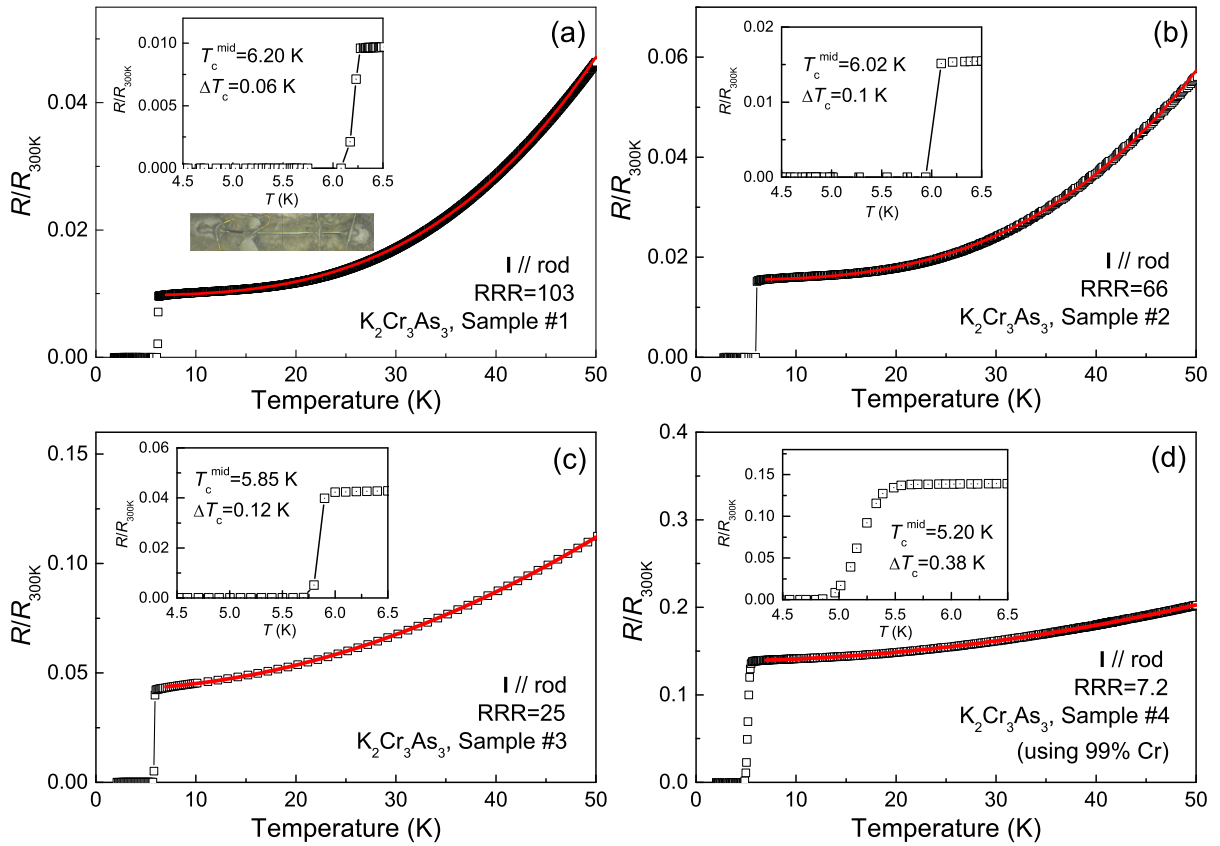 (a)
R/R300K
0.04
0.02
0.00
R/R300K
0.010
0.005
0.000
Tcmid=6.20 K
ΔTc=0.06 K
4.5 5.0 5.5 6.0 6.5
T (K)
I // rod
RRR=103
K2Cr3As3, Sample #1
0 10 20 30 40 50
Temperature (K)
(b)
R/R300K
0.06
0.04
0.02
0.00
R/R300K
0.02
0.01
0.00
Tcmid=6.02 K
ΔTc=0.1 K
4.5 5.0 5.5 6.0 6.5
T (K)
I // rod
RRR=66
K2Cr3As3, Sample #2
0 10 20 30 40 50
Temperature (K)
(c)
R/R300K
0.15
0.10
0.05
0.00
R/R300K
0.06
0.04
0.02
0.00
Tcmid=5.85 K
ΔTc=0.12 K
4.5 5.0 5.5 6.0 6.5
T (K)
I // rod
RRR=25
K2Cr3As3, Sample #3
0 10 20 30 40 50
Temperature (K)
(d)
R/R300K
0.4
0.3
0.2
0.1
0.0
R/R300K
0.15
0.10
0.05
0.00
Tcmid=5.20 K
ΔTc=0.38 K
4.5 5.0 5.5 6.0 6.5
T (K)
I // rod
RRR=7.2
K2Cr3As3, Sample #4
(using 99% Cr)
0 10 20 30 40 50
Temperature (K)